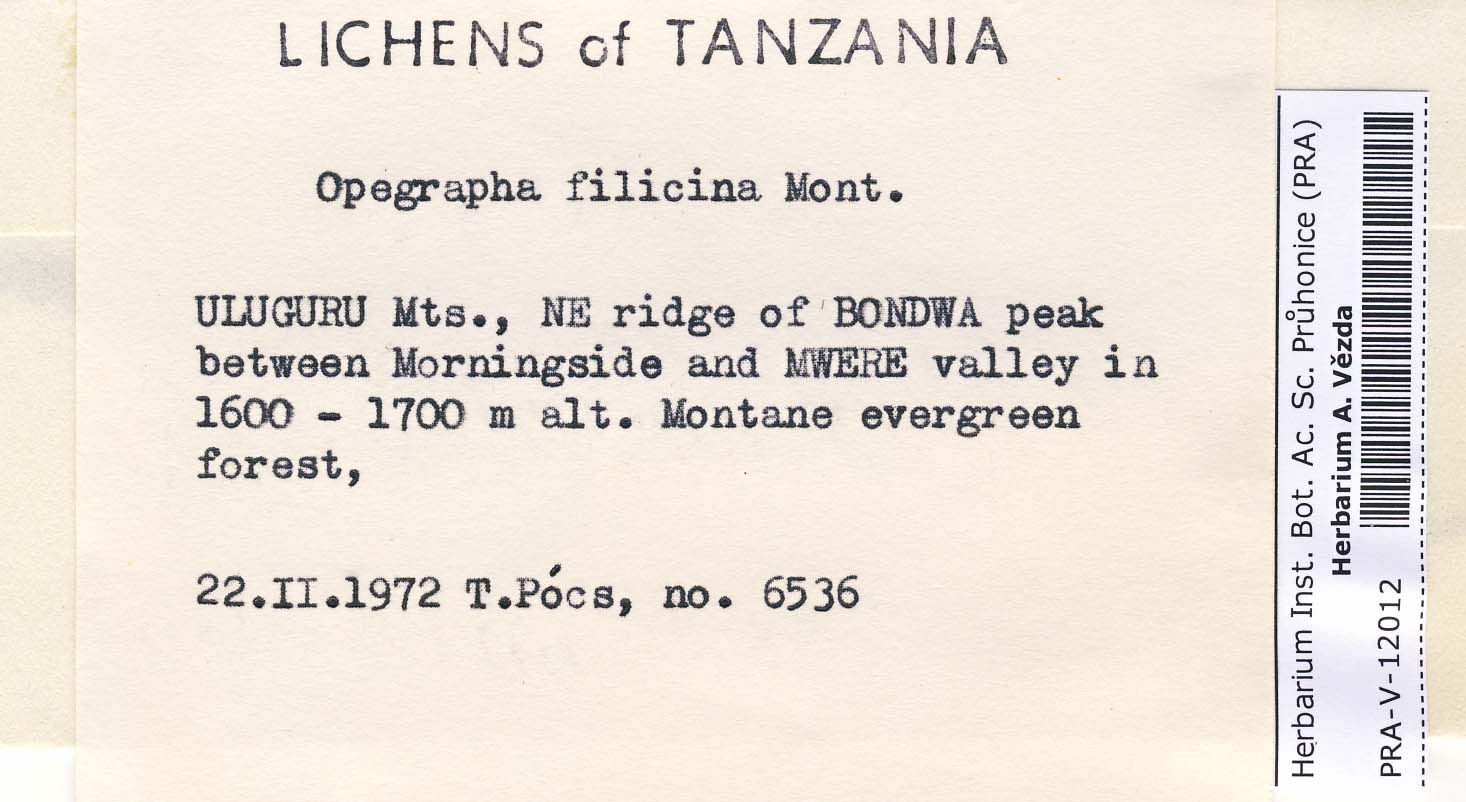 LICHENS of TANZANIA
Opegrapha filicina Mont.
ULUGURU Mts., NE ridge of BONDWA peak
between Morningside and MWERE valley in
1600 - 1700 m alt. Montane evergreen
forest,
22.II.1972 T.Pócs, no. 6536
Herbarium Inst. Bot. Ac. Sc. Průhonice (PRA)
Herbarium A. Vězda
PRA-V-12012